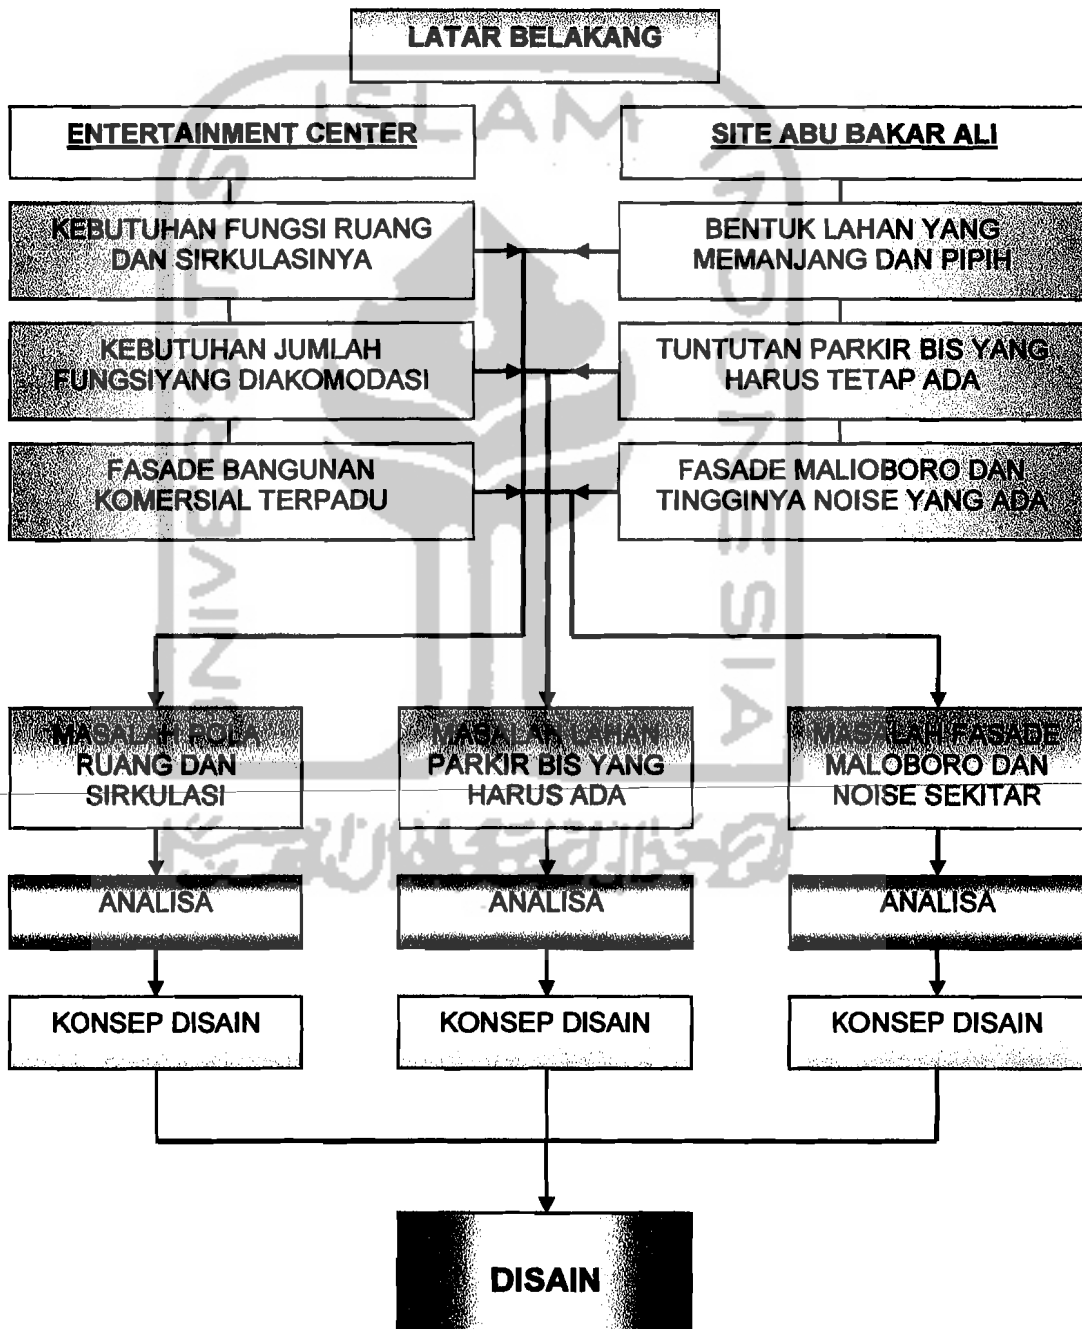 LATAR BELAKANG
ENTERTAINMENT CENTER
SITE ABU BAKAR ALI
KEBUTUHAN FUNGSI RUANG
DAN SIRKULASINYA
BENTUK LAHAN YANG
MEMANJANG DAN PIPIH
KEBUTUHAN JUMLAH
FUNGSIYANG DIAKOMODASI
TUNTUTAN PARKIR BIS YANG
HARUS TETAP ADA
FASADE BANGUNAN
KOMERSIAL TERPADU
FASADE MALIOBORO DAN
TINGGINYA NOISE YANG ADA
MASALAH POLA
RUANG DAN
SIRKULASI
MASALAH LAHAN
PARKIR BIS YANG
HARUS ADA
MASALAH FASADE
MALOBORO DAN
NOISE SEKITAR
ANALISA
ANALISA
ANALISA
KONSEP DISAIN
KONSEP DISAIN
KONSEP DISAIN
DISAIN
UNIVERSITAS
ISLAM
INDONESIA